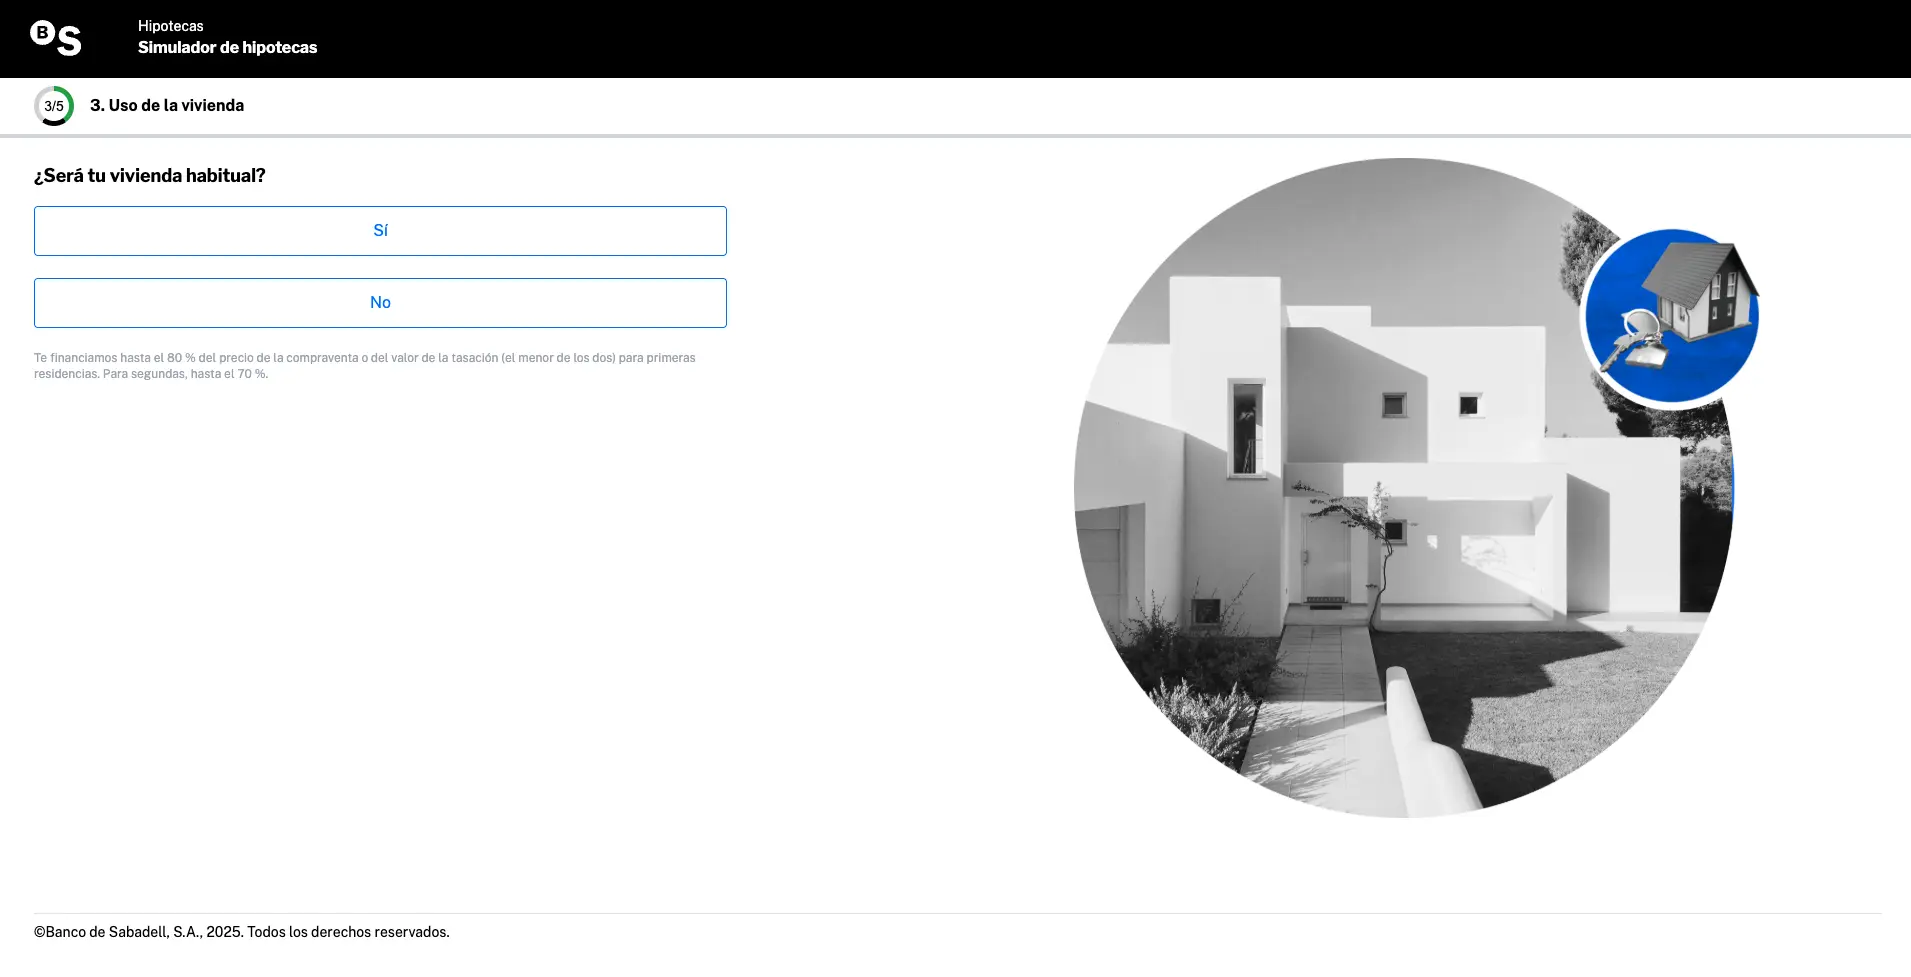 BS
Hipotecas
Simulador de hipotecas
3/5
3. Uso de la vivienda
¿Será tu vivienda habitual?
Sí
No
Te financiamos hasta el 80 % del precio de la compraventa o del valor de la tasación (el menor de los dos) para primeras
residencias. Para segundas, hasta el 70 %.
©Banco de Sabadell, S.A., 2025. Todos los derechos reservados.